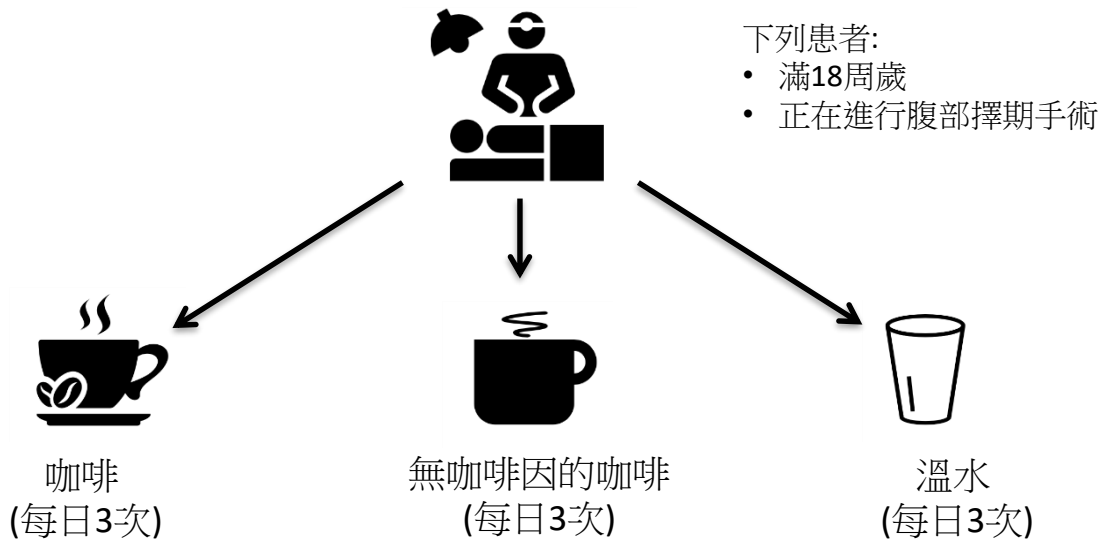 下列患者:
• 滿18周歲
• 正在進行腹部擇期手術
咖啡
(每日3次)
無咖啡因的咖啡
(每日3次)
溫水
(每日3次)